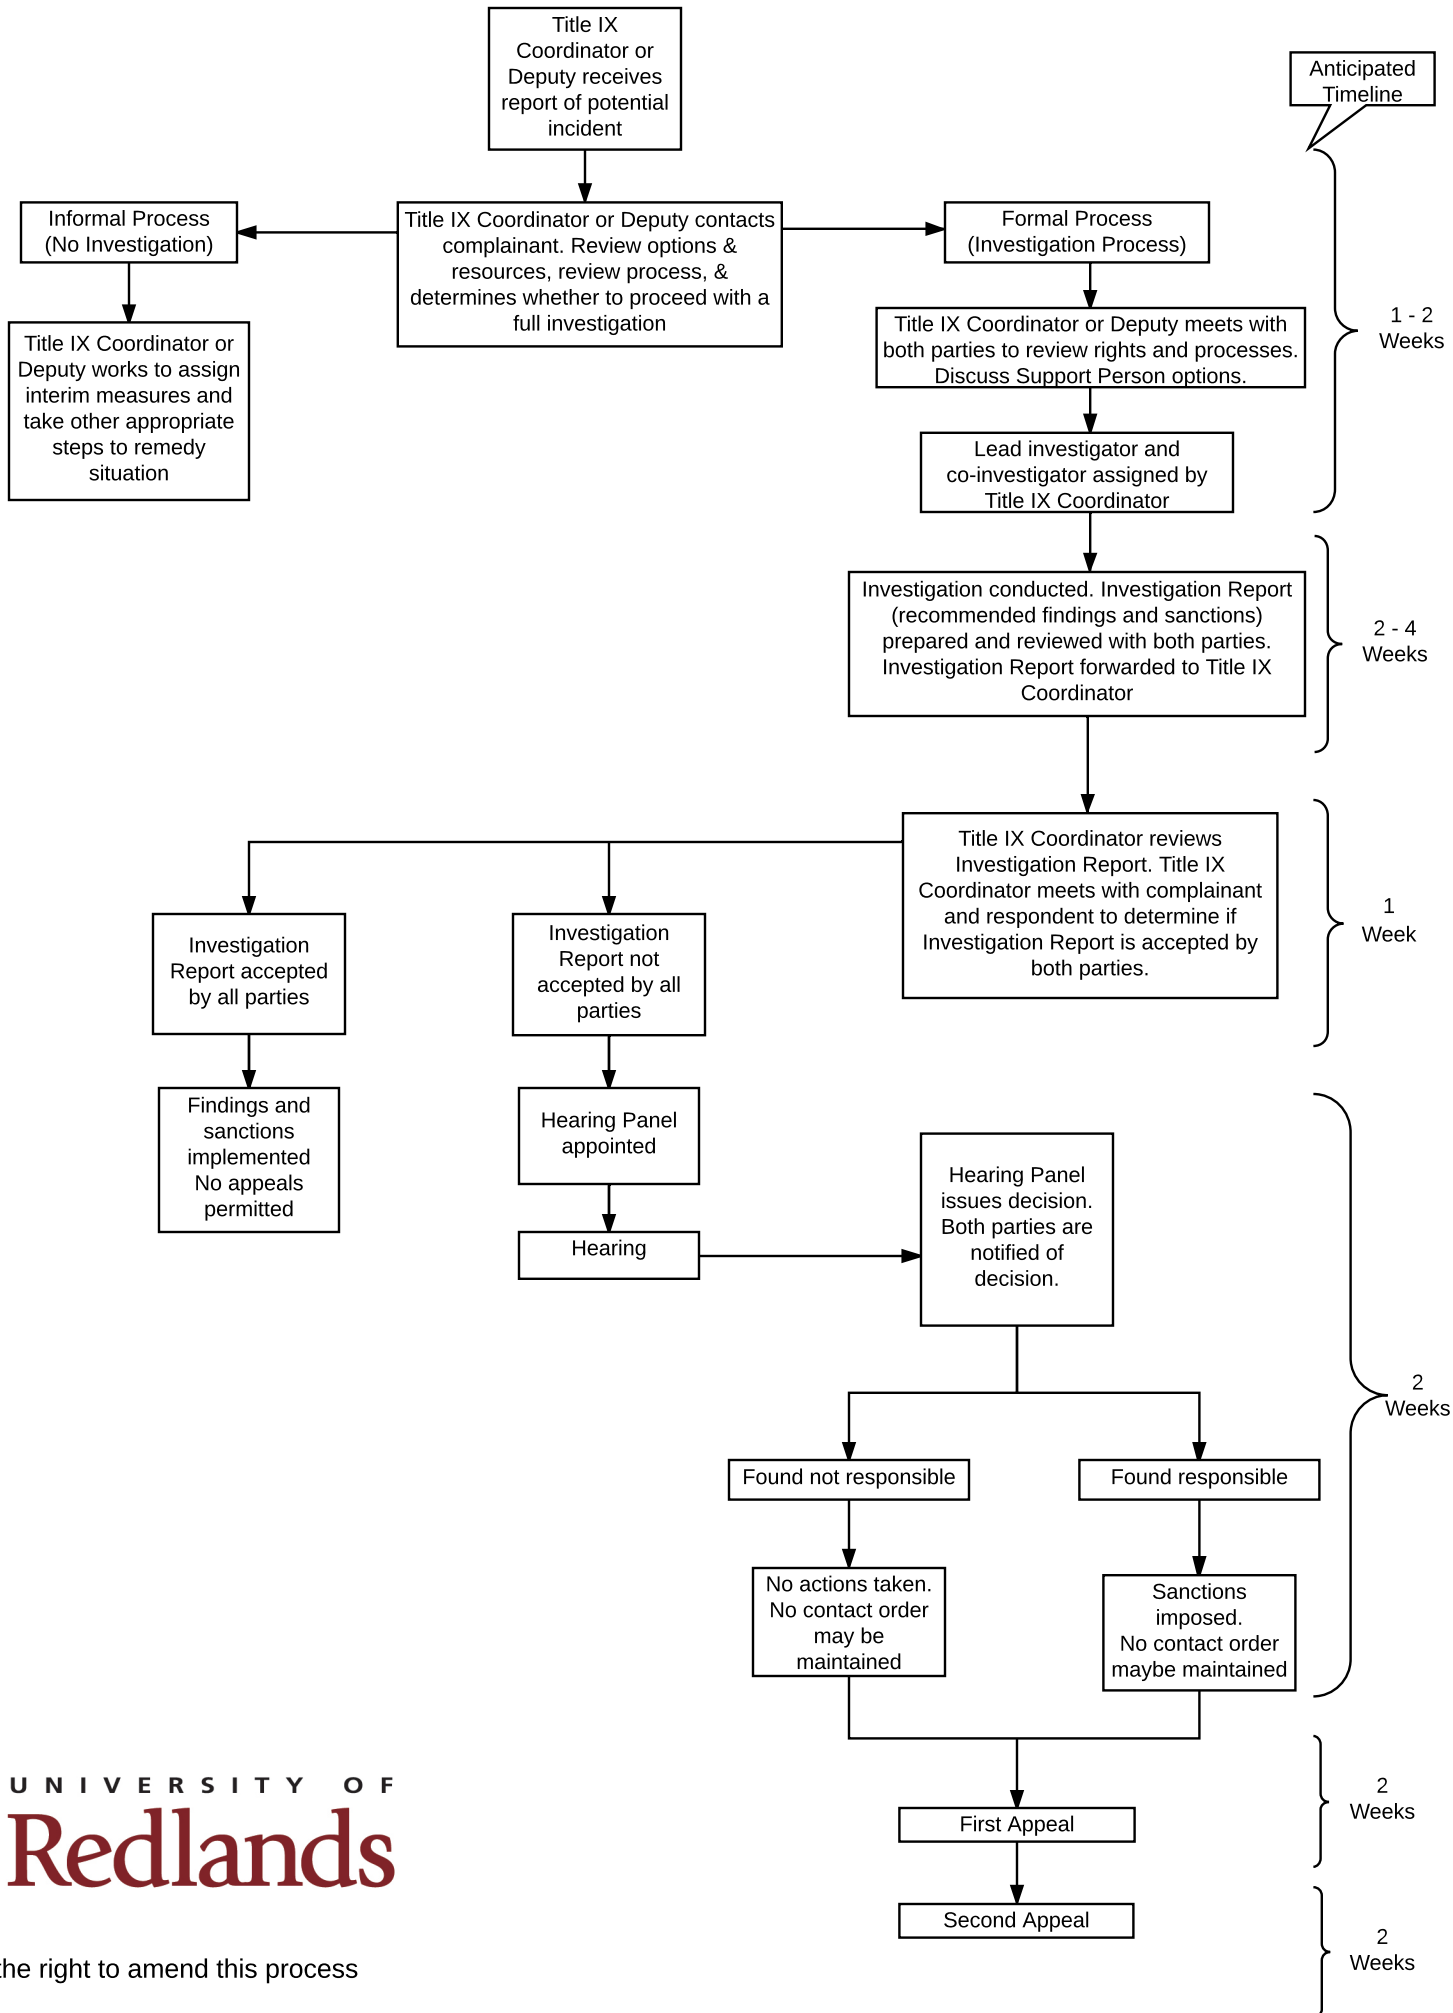 Title IX
Coordinator or
Deputy receives
report of potential
incident
Anticipated
Timeline
Informal Process
(No Investigation)
Title IX Coordinator or Deputy contacts
complainant. Review options &
resources, review process, &
determines whether to proceed with a
full investigation
Formal Process
(Investigation Process)
Title IX Coordinator or
Deputy works to assign
interim measures and
take other appropriate
steps to remedy
situation
Title IX Coordinator or Deputy meets with
both parties to review rights and processes.
Discuss Support Person options.
1 - 2
Weeks
Lead investigator and
co-investigator assigned by
Title IX Coordinator
Investigation conducted. Investigation Report
(recommended findings and sanctions)
prepared and reviewed with both parties.
Investigation Report forwarded to Title IX
Coordinator
2 - 4
Weeks
Title IX Coordinator reviews
Investigation Report. Title IX
Coordinator meets with complainant
and respondent to determine if
Investigation Report is accepted by
both parties.
1
Week
Investigation
Report accepted
by all parties
Investigation
Report not
accepted by all
parties
Findings and
sanctions
implemented
No appeals
permitted
Hearing Panel
appointed
Hearing
Hearing Panel
issues decision.
Both parties are
notified of
decision.
2
Weeks
Found not responsible
Found responsible
No actions taken.
No contact order
may be
maintained
Sanctions
imposed.
No contact order
maybe maintained
First Appeal
2
Weeks
Second Appeal
2
Weeks
UNIVERSITY OF
Redlands
the right to amend this process